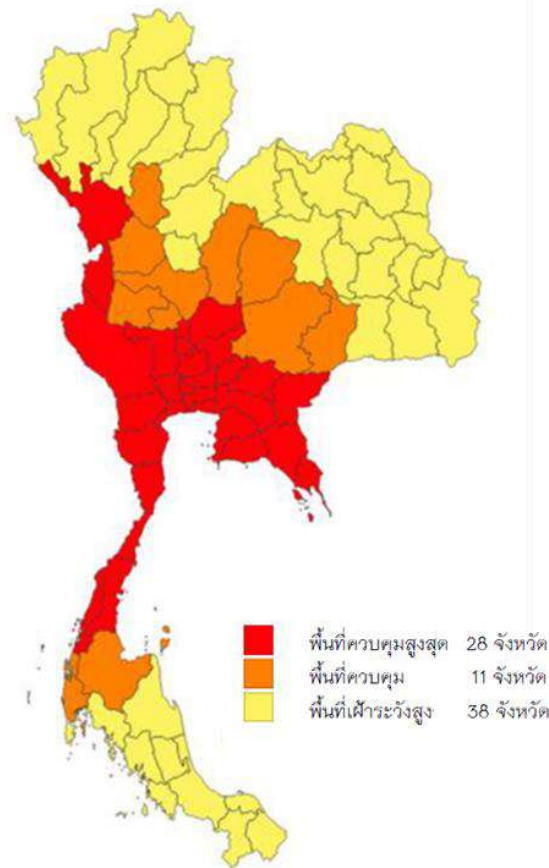 พื้นที่ควบคุมสูงสุด 28 จังหวัด
พื้นที่ควบคุม 11 จังหวัด
พื้นที่เฝ้าระวังสูง 38 จังหวัด